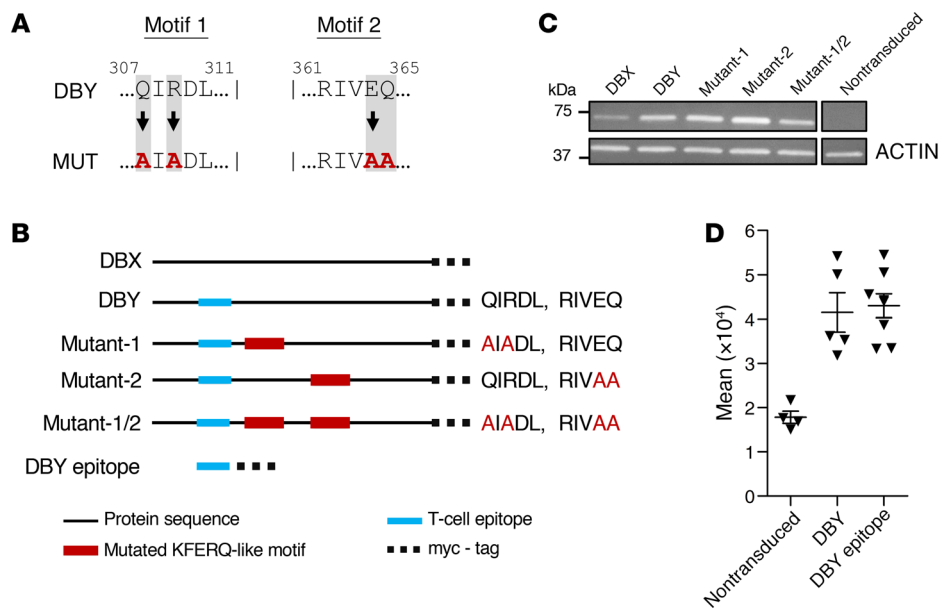 A
Motif 1
Motif 2
307 311 361 365
DBY ...QIRDL...| |...RIVEQ...
MUT ...AIADL...| |...RIVAA...
B
DBX
DBY QIRDL, RIVEQ
Mutant-1 AIADL, RIVEQ
Mutant-2 QIRDL, RIVAA
Mutant-1/2 AIADL, RIVAA
DBY epitope
Protein sequence
T-cell epitope
Mutated KFERQ-like motif
myc - tag
C
kDa
DBX
DBY
Mutant-1
Mutant-2
Mutant-1/2
Nontransduced
75
37
ACTIN
D
Mean (×10⁴)
6
5
4
3
2
1
0
Nontransduced
DBY
DBY epitope